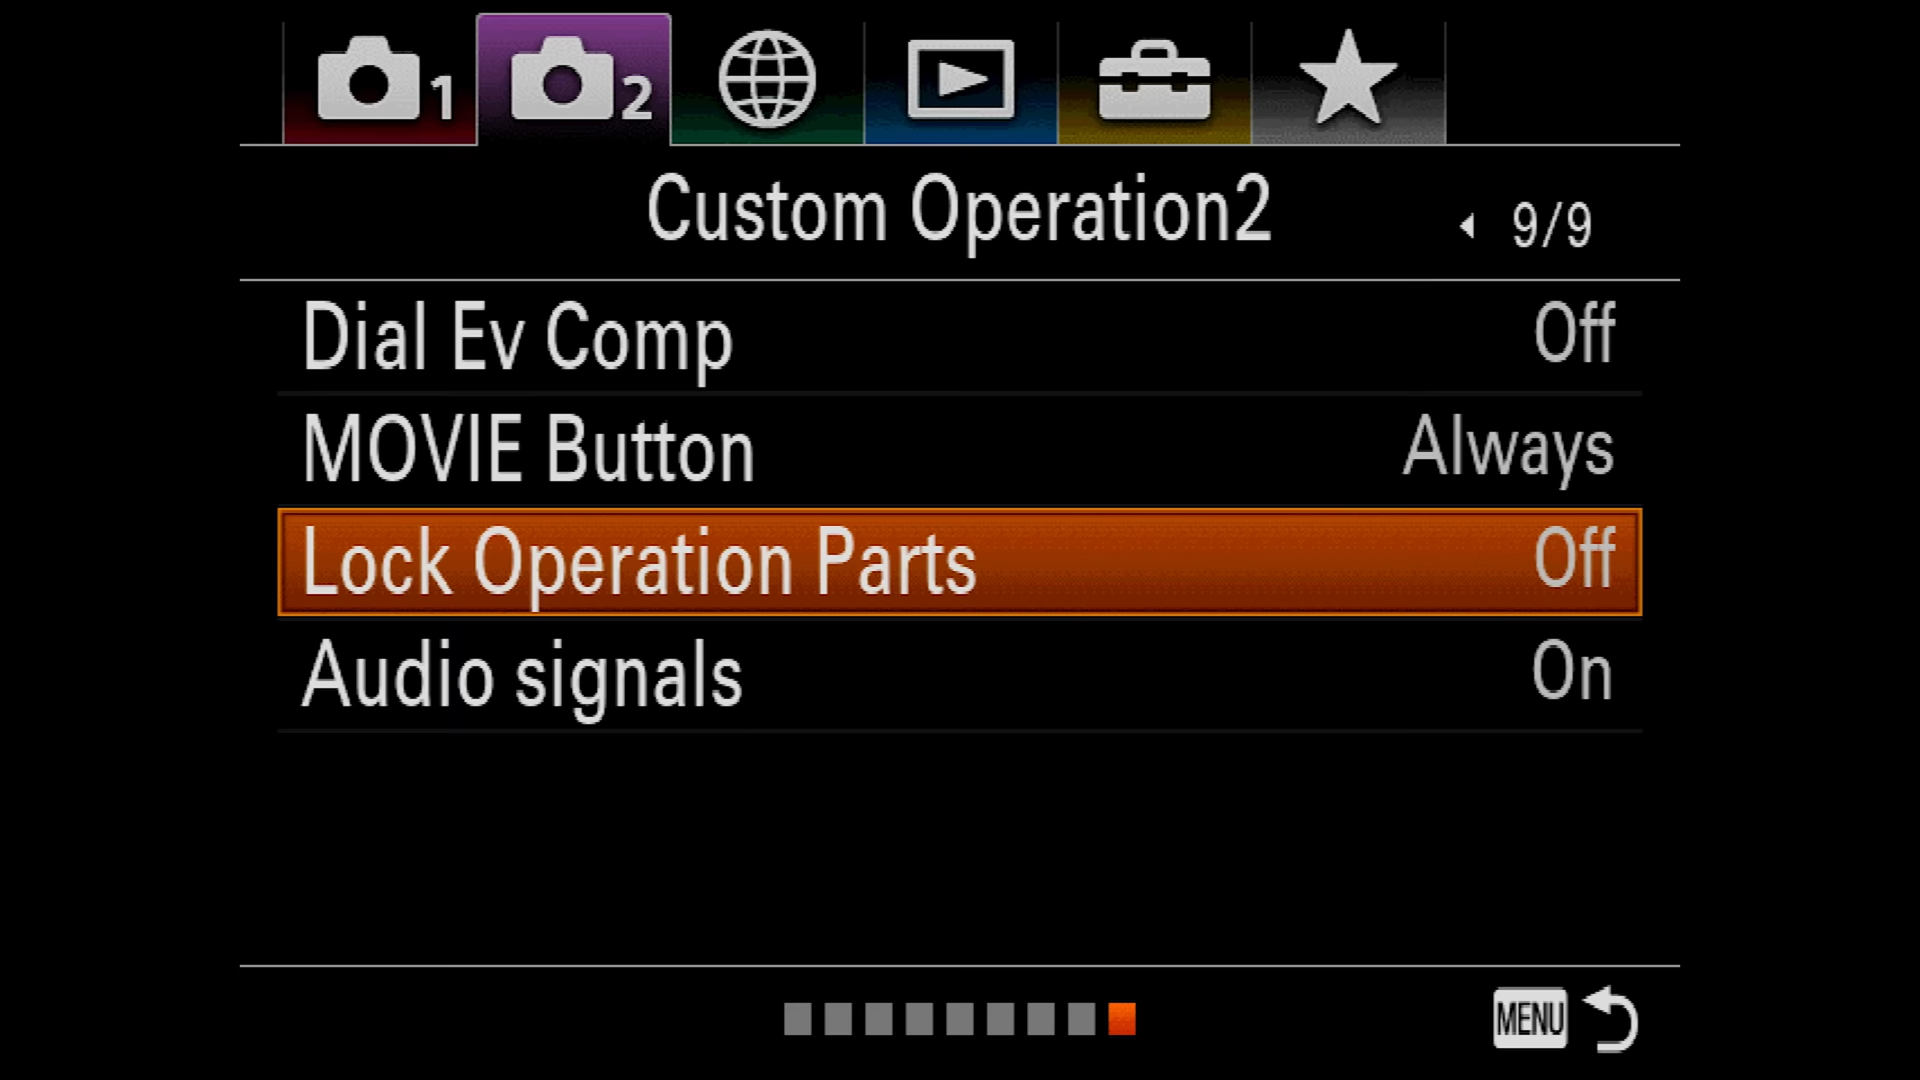 1 2
Custom Operation2 9/9
Dial Ev Comp Off
MOVIE Button Always
Lock Operation Parts Off
Audio signals On
MENU